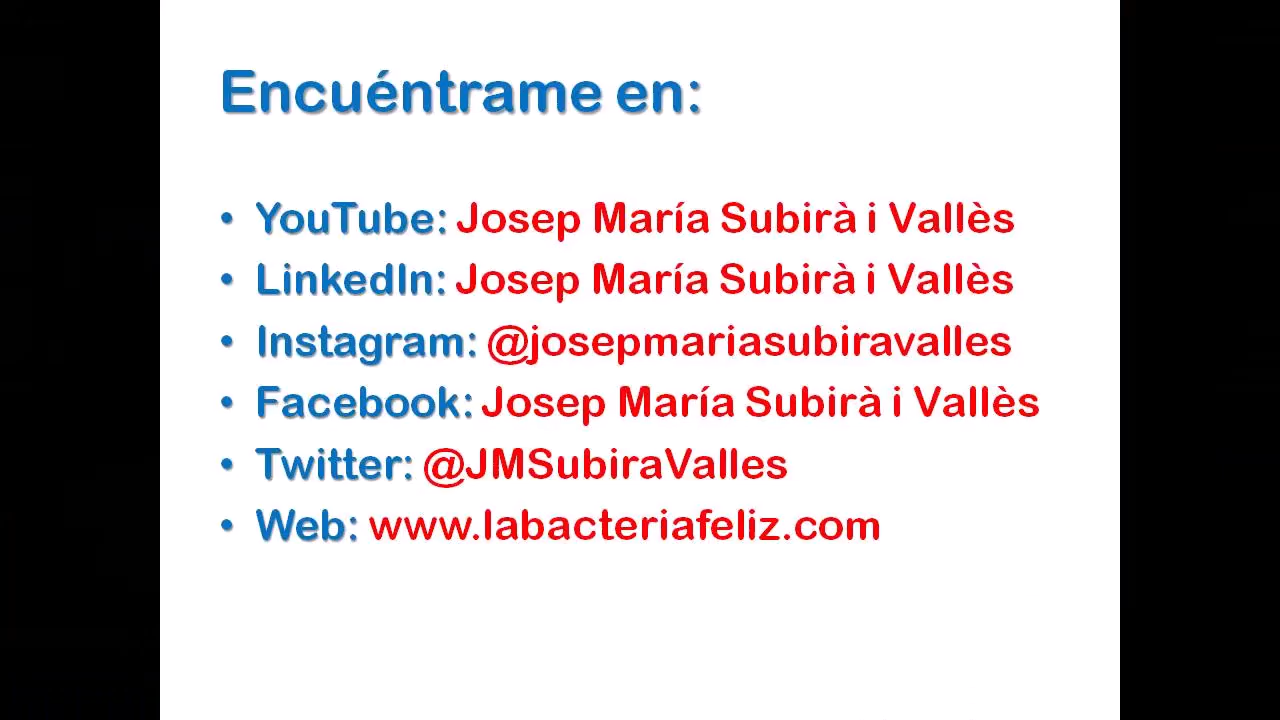 Encuéntrame en:
• YouTube: Josep María Subirà i Vallès
• LinkedIn: Josep María Subirà i Vallès
• Instagram: @josepmariasubiravalles
• Facebook: Josep María Subirà i Vallès
• Twitter: @JMSubiraValles
• Web: www.labacteriafeliz.com